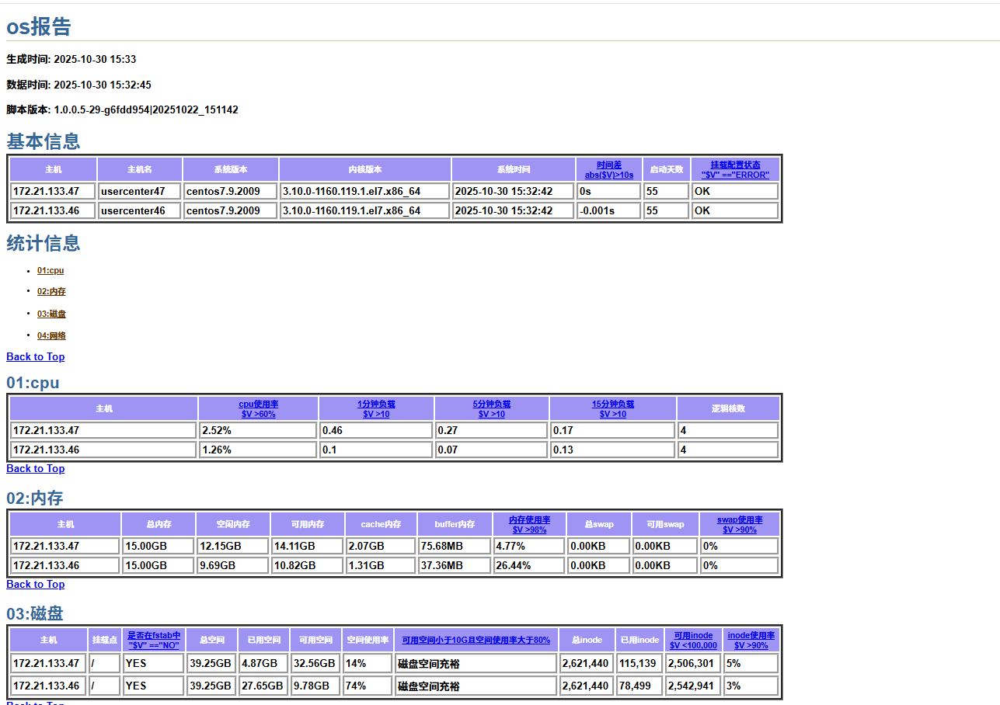 os报告
生成时间: 2025-10-30 15:33
数据时间: 2025-10-30 15:32:45
脚本版本: 1.0.0.5-29-g6fdd954|20251022_151142
基本信息
主机 主机名 系统版本 内核版本 系统时间 时间差 abs($V)>10s 启动天数 挂载配置状态 "$V" =="ERROR"
172.21.133.47 usercenter47 centos7.9.2009 3.10.0-1160.119.1.el7.x86_64 2025-10-30 15:32:42 0s 55 OK
172.21.133.46 usercenter46 centos7.9.2009 3.10.0-1160.119.1.el7.x86_64 2025-10-30 15:32:42 -0.001s 55 OK
统计信息
01:cpu
02:内存
03:磁盘
04:网络
Back to Top
01:cpu
主机 cpu使用率 $V >60% 1分钟负载 $V >10 5分钟负载 $V >10 15分钟负载 $V >10 逻辑核数
172.21.133.47 2.52% 0.46 0.27 0.17 4
172.21.133.46 1.26% 0.1 0.07 0.13 4
Back to Top
02:内存
主机 总内存 空闲内存 可用内存 cache内存 buffer内存 内存使用率 $V >98% 总swap 可用swap swap使用率 $V >90%
172.21.133.47 15.00GB 12.15GB 14.11GB 2.07GB 75.68MB 4.77% 0.00KB 0.00KB 0%
172.21.133.46 15.00GB 9.69GB 10.82GB 1.31GB 37.36MB 26.44% 0.00KB 0.00KB 0%
Back to Top
03:磁盘
主机 挂载点 是否在fstab中 "$V" =="NO" 总空间 已用空间 可用空间 空间使用率 可用空间小于10G且空间使用率大于80% 总inode 已用inode 可用inode $V <100,000 inode使用率 $V >90%
172.21.133.47 / YES 39.25GB 4.87GB 32.56GB 14% 磁盘空间充裕 2,621,440 115,139 2,506,301 5%
172.21.133.46 / YES 39.25GB 27.65GB 9.78GB 74% 磁盘空间充裕 2,621,440 78,499 2,542,941 3%
Back to Top